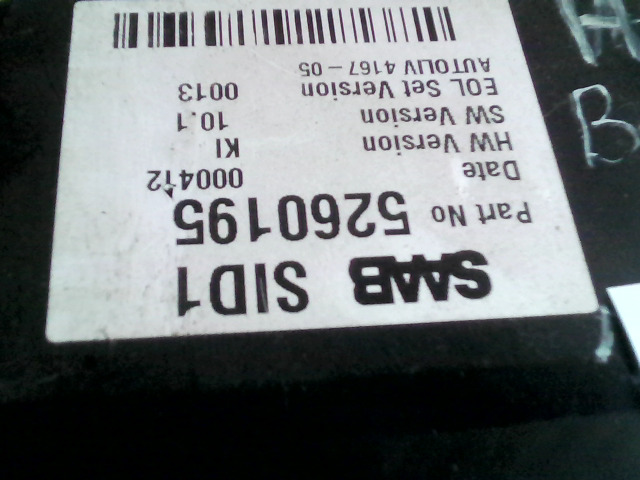 SAAB SID1
Part No 5260195
Date 000412
HW Version KI
SW Version 10.1
EOL Set Version 0013
AUTOLIV 4167-05
B